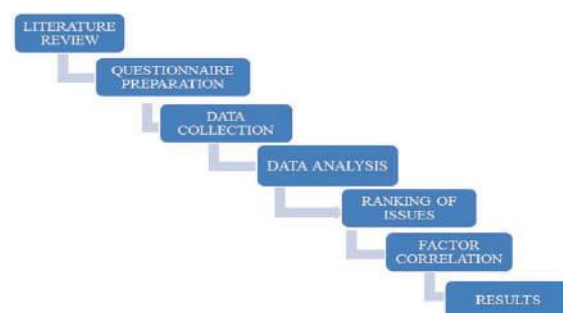 LITERATURE
REVIEW
QUESTIONNAIRE
PREPARATION
DATA
COLLECTION
DATA ANALYSIS
RANKING OF
ISSUES
FACTOR
CORRELATION
RESULTS